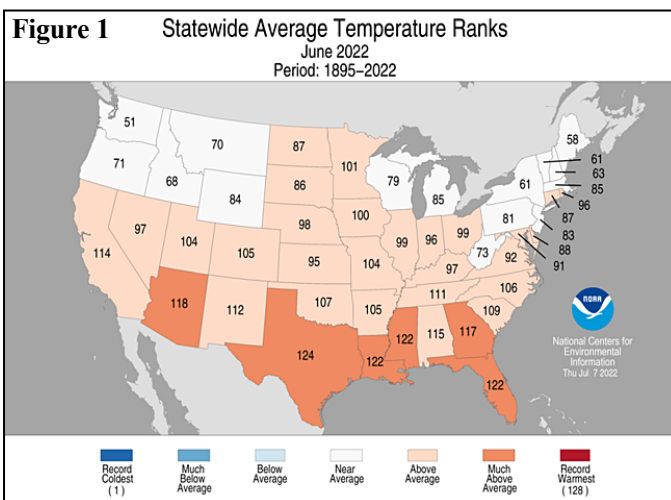 Figure 1
Statewide Average Temperature Ranks
June 2022
Period: 1895–2022
51
70
87
101
58
71
68
84
86
79
85
61
61
63
85
96
87
83
88
91
81
98
100
99
96
99
73
92
114
97
104
105
95
104
97
106
111
118
112
107
105
109
124
122
122
115
117
122
NOAA
National Centers for
Environmental
Information
Thu Jul 7 2022
Record
Coldest
(1)
Much
Below
Average
Below
Average
Near
Average
Above
Average
Much
Above
Average
Record
Warmest
(128)